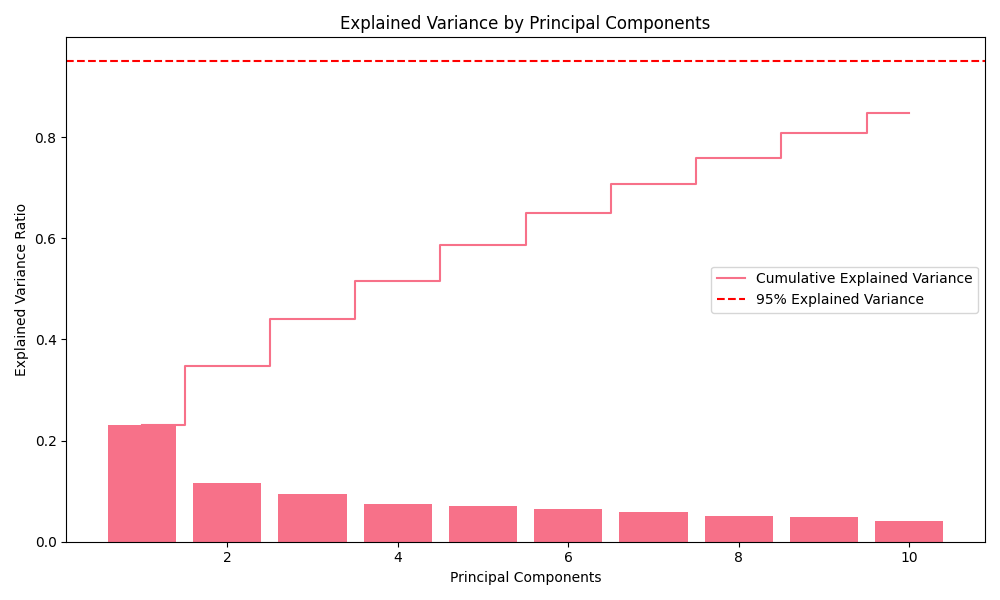 Explained Variance by Principal Components
Explained Variance Ratio
0.8
0.6
0.4
0.2
0.0
Cumulative Explained Variance
95% Explained Variance
2 4 6 8 10
Principal Components